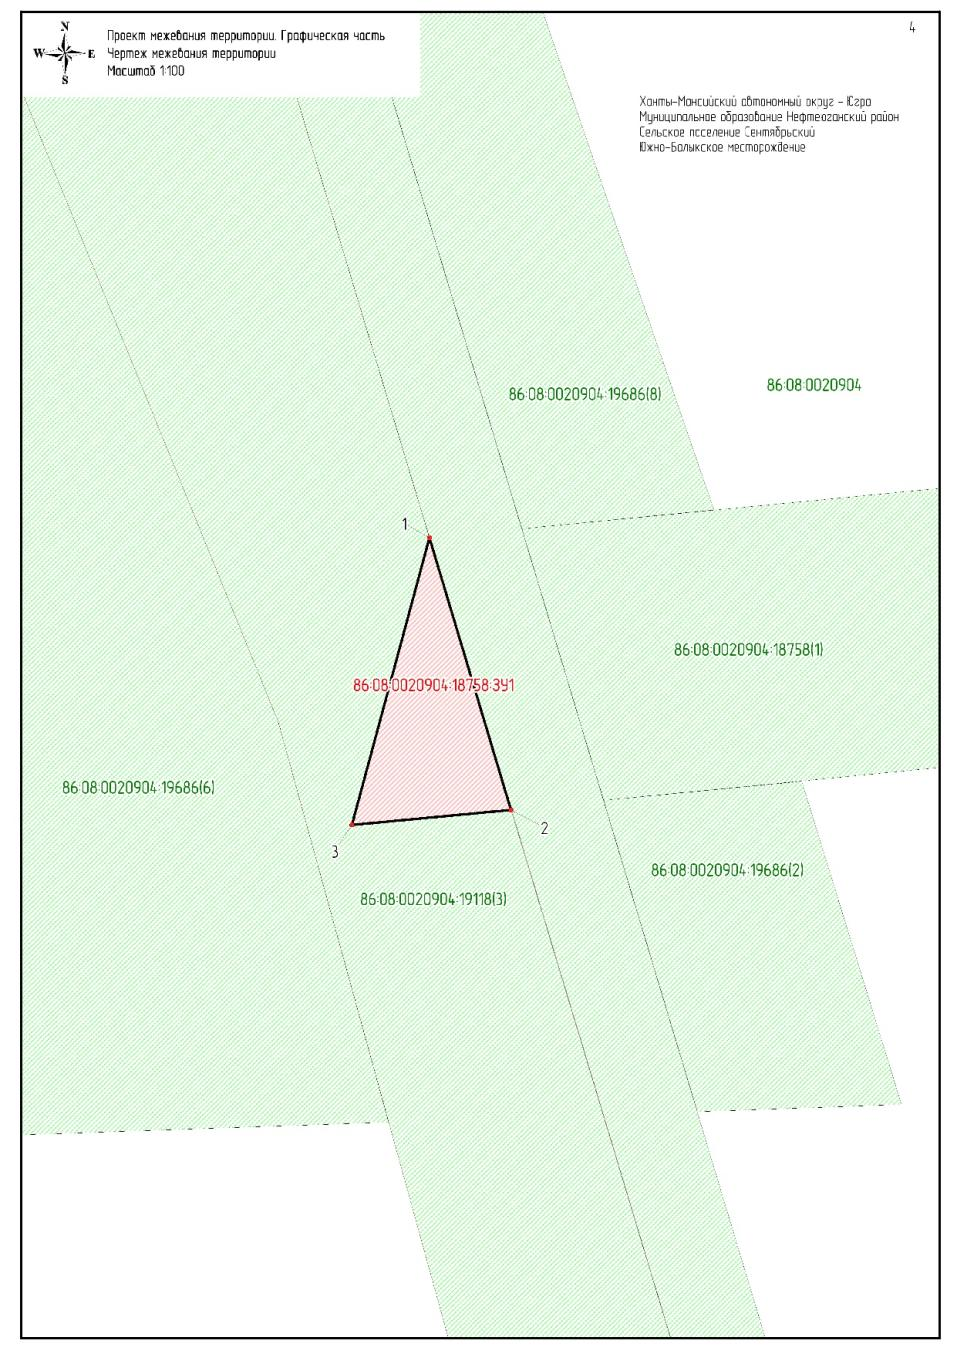 4
N
W E
S
Проект межевания территории. Графическая часть
Чертеж межевания территории
Масштаб 1:100
Ханты-Мансийский автономный округ - Югра
Муниципальное образование Нефтеюганский район
Сельское поселение Сентябрьский
Южно-Балыкское месторождение
86:08:0020904:19686(8)
86:08:0020904
1
86:08:0020904:18758(1)
86:08:0020904:18758:ЗУ1
86:08:0020904:19686(6)
2
3
86:08:0020904:19686(2)
86:08:0020904:19118(3)